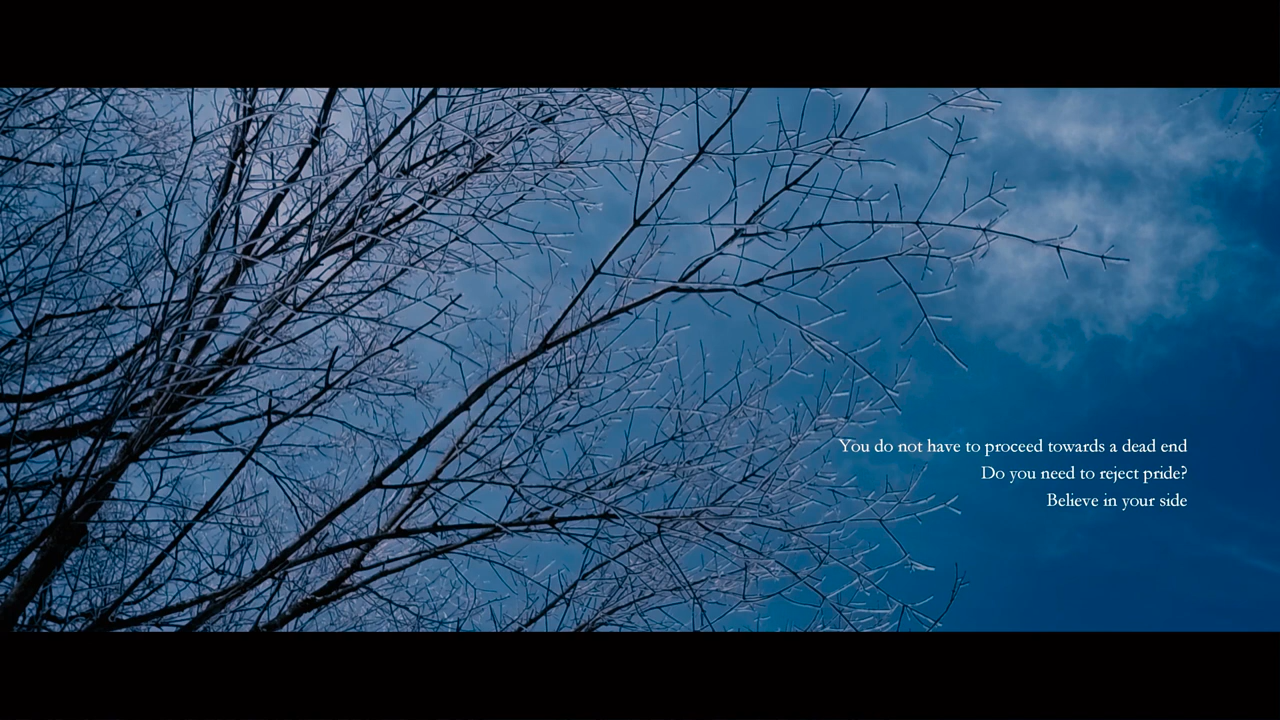 You do not have to proceed towards a dead end
Do you need to reject pride?
Believe in your side